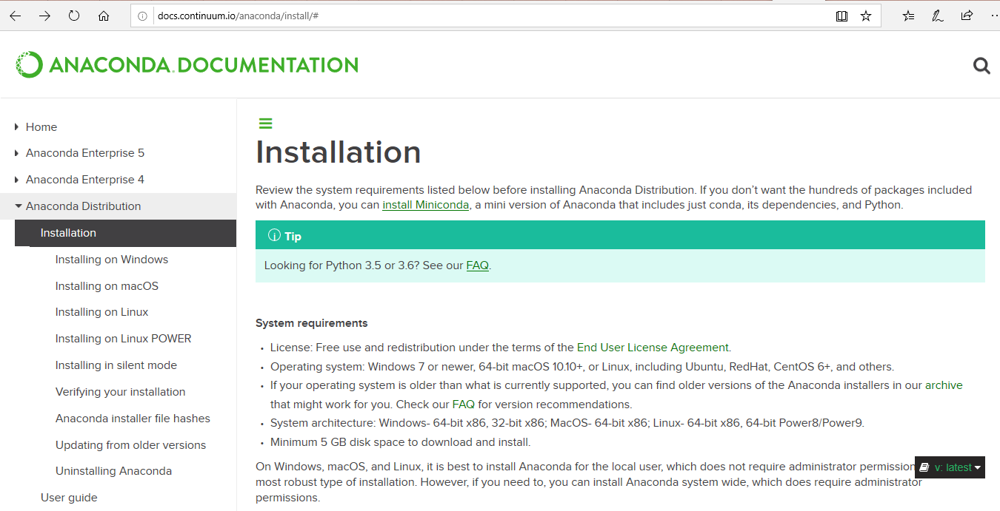 docs.continuum.io/anaconda/install/#
ANACONDA. DOCUMENTATION
Home
Anaconda Enterprise 5
Anaconda Enterprise 4
Anaconda Distribution
Installation
Installing on Windows
Installing on macOS
Installing on Linux
Installing on Linux POWER
Installing in silent mode
Verifying your installation
Anaconda installer file hashes
Updating from older versions
Uninstalling Anaconda
User guide
Installation
Review the system requirements listed below before installing Anaconda Distribution. If you don’t want the hundreds of packages included
with Anaconda, you can install Miniconda, a mini version of Anaconda that includes just conda, its dependencies, and Python.
Tip
Looking for Python 3.5 or 3.6? See our FAQ.
System requirements
• License: Free use and redistribution under the terms of the End User License Agreement.
• Operating system: Windows 7 or newer, 64-bit macOS 10.10+, or Linux, including Ubuntu, RedHat, CentOS 6+, and others.
• If your operating system is older than what is currently supported, you can find older versions of the Anaconda installers in our archive
that might work for you. Check our FAQ for version recommendations.
• System architecture: Windows- 64-bit x86, 32-bit x86; MacOS- 64-bit x86; Linux- 64-bit x86, 64-bit Power8/Power9.
• Minimum 5 GB disk space to download and install.
On Windows, macOS, and Linux, it is best to install Anaconda for the local user, which does not require administrator permission
most robust type of installation. However, if you need to, you can install Anaconda system wide, which does require administrator
permissions.
v: latest